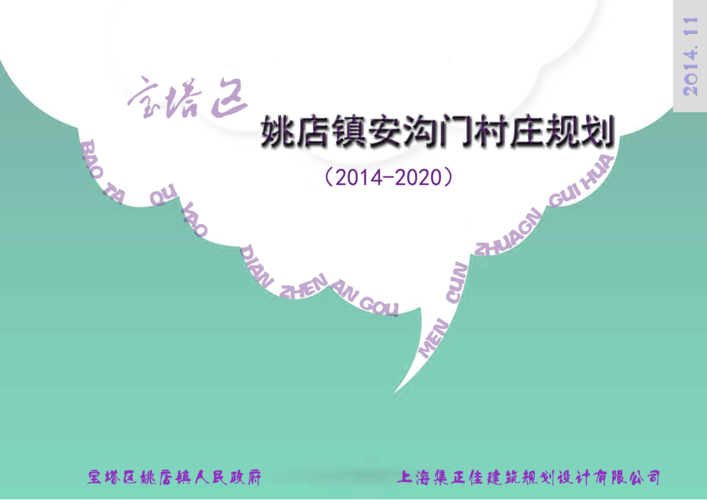 2014.11
宝塔区
姚店镇安沟门村庄规划
（2014-2020）
BAO TA QU YAO DIAN ZHEN AN GOU MEN CUN ZHUAGN GUI HUA
宝塔区姚店镇人民政府
上海集正佳建筑规划设计有限公司